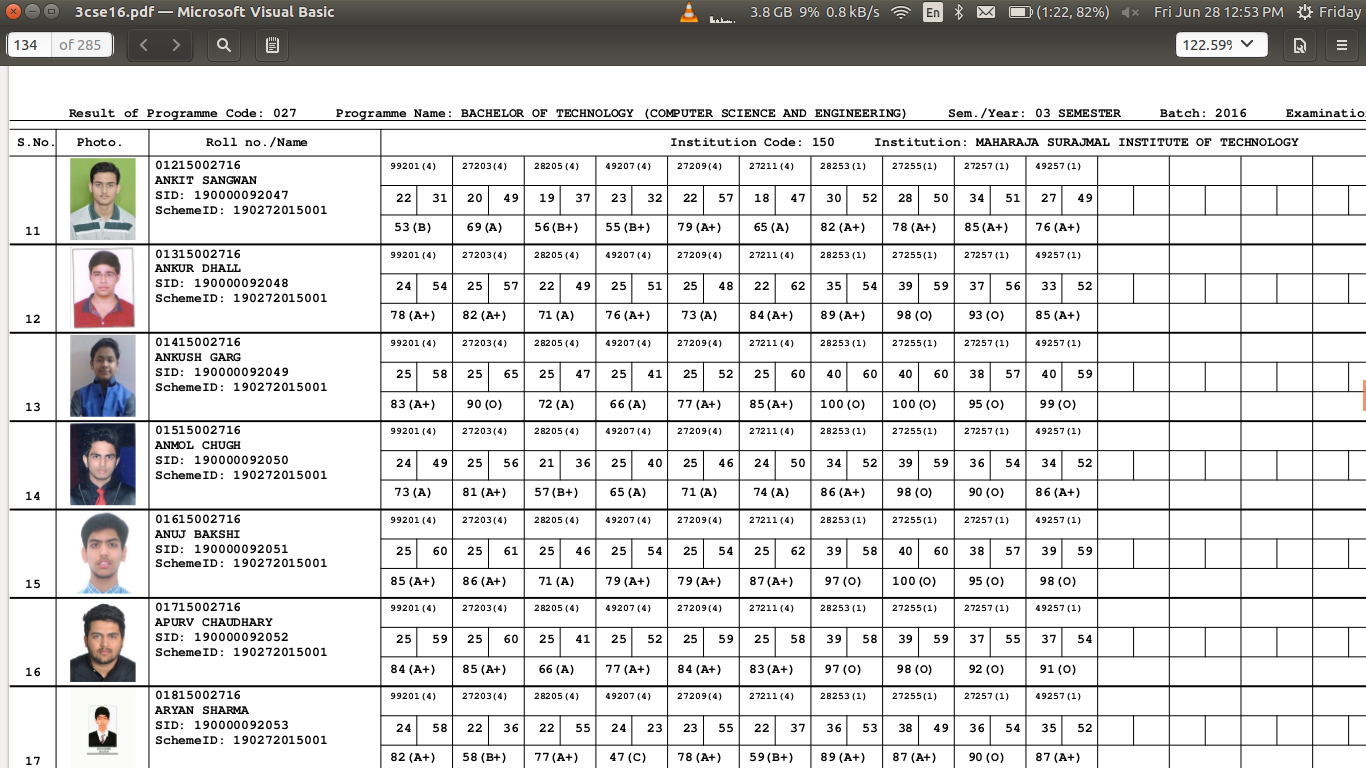 3cse16.pdf — Microsoft Visual Basic 3.8 GB 9% 0.8 kB/s En (1:22, 82%) Fri Jun 28 12:53 PM Friday
134 of 285 122.59%
Result of Programme Code: 027 Programme Name: BACHELOR OF TECHNOLOGY (COMPUTER SCIENCE AND ENGINEERING) Sem./Year: 03 SEMESTER Batch: 2016 Examinatio
S.No. Photo. Roll no./Name Institution Code: 150 Institution: MAHARAJA SURAJMAL INSTITUTE OF TECHNOLOGY
01215002716 99201(4) 27203(4) 28205(4) 49207(4) 27209(4) 27211(4) 28253(1) 27255(1) 27257(1) 49257(1)
ANKIT SANGWAN
SID: 190000092047 22 31 20 49 19 37 23 32 22 57 18 47 30 52 28 50 34 51 27 49
SchemeID: 190272015001
11 53(B) 69(A) 56(B+) 55(B+) 79(A+) 65(A) 82(A+) 78(A+) 85(A+) 76(A+)
01315002716 99201(4) 27203(4) 28205(4) 49207(4) 27209(4) 27211(4) 28253(1) 27255(1) 27257(1) 49257(1)
ANKUR DHALL
SID: 190000092048 24 54 25 57 22 49 25 51 25 48 22 62 35 54 39 59 37 56 33 52
SchemeID: 190272015001
12 78(A+) 82(A+) 71(A) 76(A+) 73(A) 84(A+) 89(A+) 98(O) 93(O) 85(A+)
01415002716 99201(4) 27203(4) 28205(4) 49207(4) 27209(4) 27211(4) 28253(1) 27255(1) 27257(1) 49257(1)
ANKUSH GARG
SID: 190000092049 25 58 25 65 25 47 25 41 25 52 25 60 40 60 40 60 38 57 40 59
SchemeID: 190272015001
13 83(A+) 90(O) 72(A) 66(A) 77(A+) 85(A+) 100(O) 100(O) 95(O) 99(O)
01515002716 99201(4) 27203(4) 28205(4) 49207(4) 27209(4) 27211(4) 28253(1) 27255(1) 27257(1) 49257(1)
ANMOL CHUGH
SID: 190000092050 24 49 25 56 21 36 25 40 25 46 24 50 34 52 39 59 36 54 34 52
SchemeID: 190272015001
14 73(A) 81(A+) 57(B+) 65(A) 71(A) 74(A) 86(A+) 98(O) 90(O) 86(A+)
01615002716 99201(4) 27203(4) 28205(4) 49207(4) 27209(4) 27211(4) 28253(1) 27255(1) 27257(1) 49257(1)
ANUJ BAKSHI
SID: 190000092051 25 60 25 61 25 46 25 54 25 54 25 62 39 58 40 60 38 57 39 59
SchemeID: 190272015001
15 85(A+) 86(A+) 71(A) 79(A+) 79(A+) 87(A+) 97(O) 100(O) 95(O) 98(O)
01715002716 99201(4) 27203(4) 28205(4) 49207(4) 27209(4) 27211(4) 28253(1) 27255(1) 27257(1) 49257(1)
APURV CHAUDHARY
SID: 190000092052 25 59 25 60 25 41 25 52 25 59 25 58 39 58 39 59 37 55 37 54
SchemeID: 190272015001
16 84(A+) 85(A+) 66(A) 77(A+) 84(A+) 83(A+) 97(O) 98(O) 92(O) 91(O)
01815002716 99201(4) 27203(4) 28205(4) 49207(4) 27209(4) 27211(4) 28253(1) 27255(1) 27257(1) 49257(1)
ARYAN SHARMA
SID: 190000092053 24 58 22 36 22 55 24 23 23 55 22 37 36 53 38 49 36 54 35 52
SchemeID: 190272015001
17 82(A+) 58(B+) 77(A+) 47(C) 78(A+) 59(B+) 89(A+) 87(A+) 90(O) 87(A+)